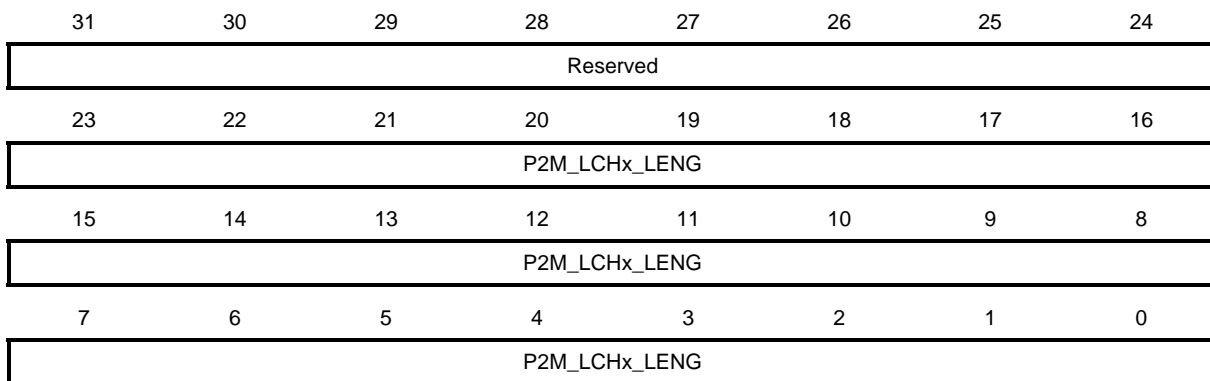 31 30 29 28 27 26 25 24
Reserved
23 22 21 20 19 18 17 16
P2M_LCHx_LENG
15 14 13 12 11 10 9 8
P2M_LCHx_LENG
7 6 5 4 3 2 1 0
P2M_LCHx_LENG